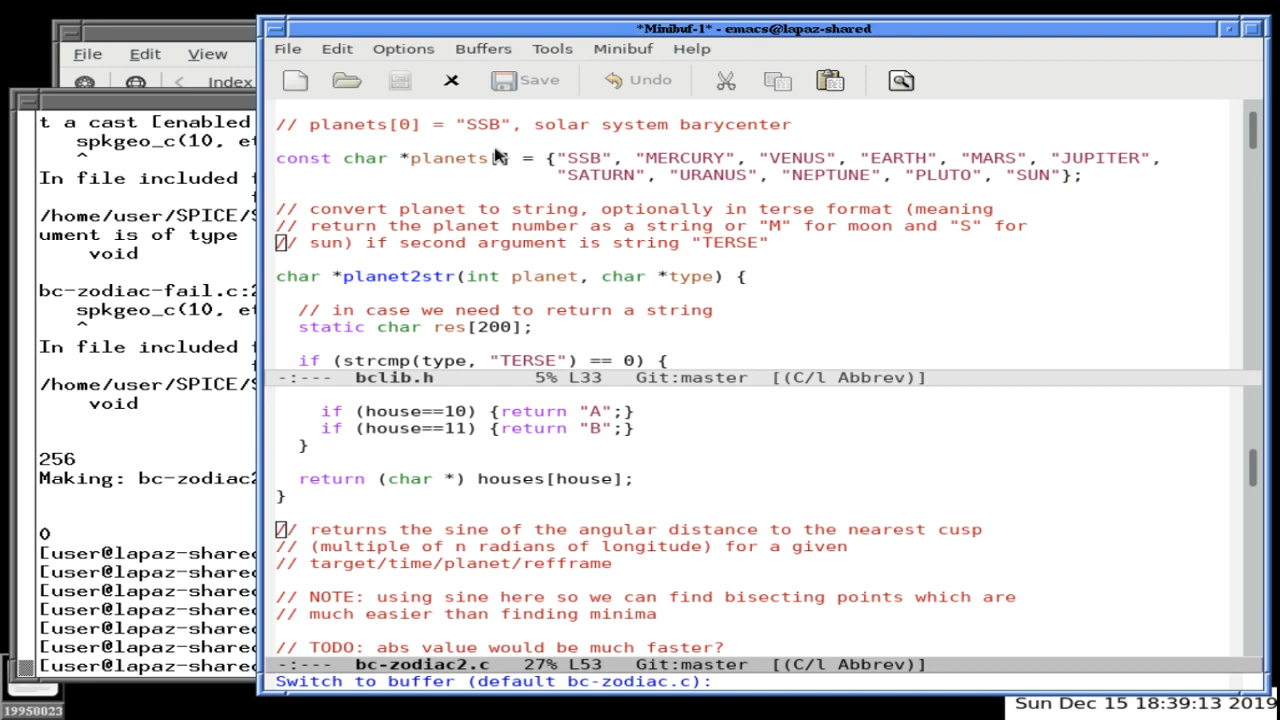 *Minibuf-1* - emacs@lapaz-shared
File Edit Options Buffers Tools Minibuf Help
Save Undo
// planets[0] = "SSB", solar system barycenter
const char *planets[] = {"SSB", "MERCURY", "VENUS", "EARTH", "MARS", "JUPITER",
"SATURN", "URANUS", "NEPTUNE", "PLUTO", "SUN"};
// convert planet to string, optionally in terse format (meaning
// return the planet number as a string or "M" for moon and "S" for
// sun) if second argument is string "TERSE"
char *planet2str(int planet, char *type) {
// in case we need to return a string
static char res[200];
if (strcmp(type, "TERSE") == 0) {
-:--- bclib.h 5% L33 Git:master [(C/l Abbrev)]
if (house==10) {return "A";}
if (house==11) {return "B";}
}
return (char *) houses[house];
}
// returns the sine of the angular distance to the nearest cusp
// (multiple of n radians of longitude) for a given
// target/time/planet/refframe
// NOTE: using sine here so we can find bisecting points which are
// much easier than finding minima
// TODO: abs value would be much faster?
-:--- bc-zodiac2.c 27% L53 Git:master [(C/l Abbrev)]
Switch to buffer (default bc-zodiac.c):
File Edit View
Index
t a cast [enabled
spkgeo_c(10, et
^
In file included f
/home/user/SPICE/S
ument is of type
void
bc-zodiac-fail.c:2
spkgeo_c(10, et
^
In file included f
/home/user/SPICE/S
void
256
Making: bc-zodiac2
0
[user@lapaz-shared
[user@lapaz-shared
[user@lapaz-shared
[user@lapaz-shared
[user@lapaz-shared
[user@lapaz-shared
[user@lapaz-shared
19950023
Sun Dec 15 18:39:13 2019